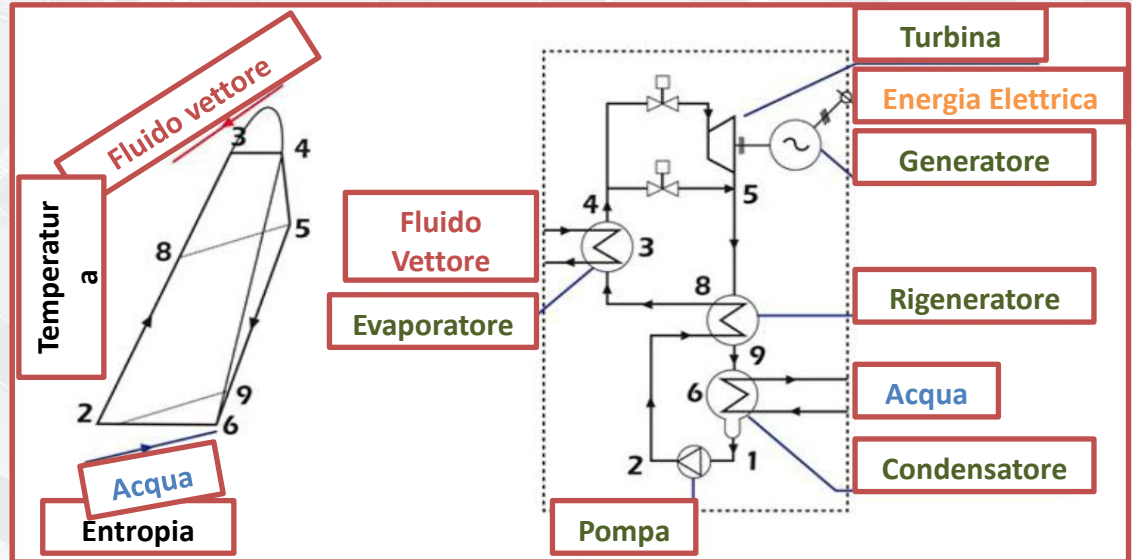 Fluido vettore
Temperatur
a
3
4
5
8
2
9
6
Acqua
Entropia
Turbina
Energia Elettrica
Generatore
4
5
Fluido
Vettore
3
Evaporatore
8
Rigeneratore
9
6
Acqua
2
1
Condensatore
Pompa